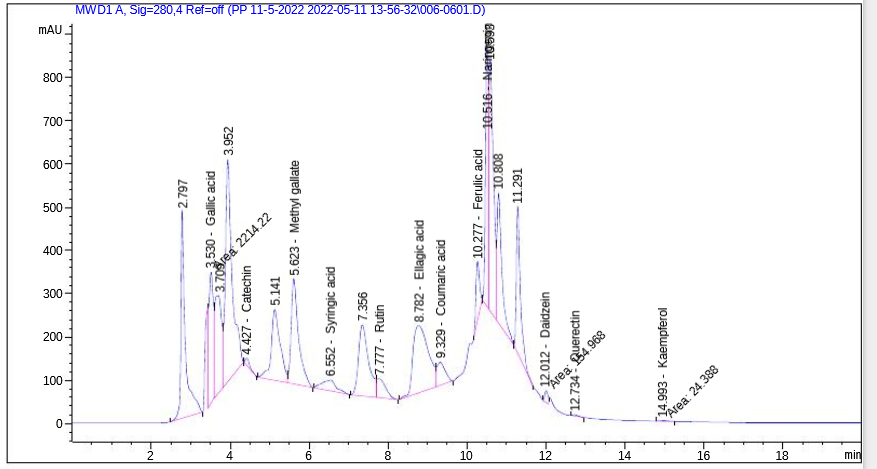 MWD1 A, Sig=280,4 Ref=off (PP 11-5-2022 2022-05-11 13-56-32\006-0601.D)
mAU
800
700
600
500
400
300
200
100
0
2.797
3.530 - Gallic acid
3.709
Area: 2214.22
3.952
4.427 - Catechin
5.141
5.623 - Methyl gallate
6.552 - Syringic acid
7.356
7.777 - Rutin
8.782 - Ellagic acid
9.329 - Coumaric acid
10.277 - Ferulic acid
10.516 -
10.808
11.291
12.012 - Daidzein
Area: 154.968
12.734 - Querectin
14.993 - Kaempferol
Area: 24.388
2 4 6 8 10 12 14 16 18 min